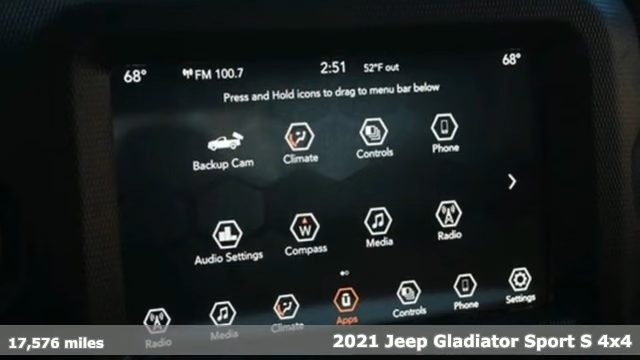 68° FM 100.7 2:51 52°F out 68°
Press and Hold icons to drag to menu bar below
Backup Cam Climate Controls Phone
Audio Settings W Compass Media Radio
Radio Media Climate Apps Controls Phone Settings
17,576 miles 2021 Jeep Gladiator Sport S 4x4